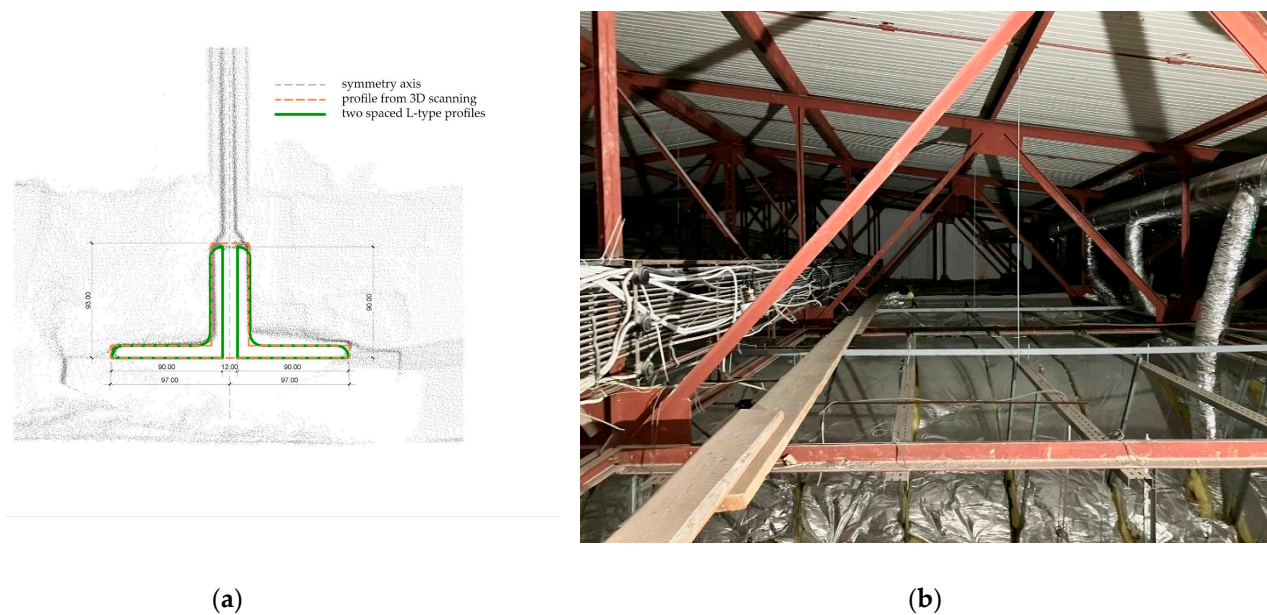 symmetry axis
profile from 3D scanning
two spaced L-type profiles
93.00
90.00
90.00 12.00 90.00
97.00 97.00
(a) (b)